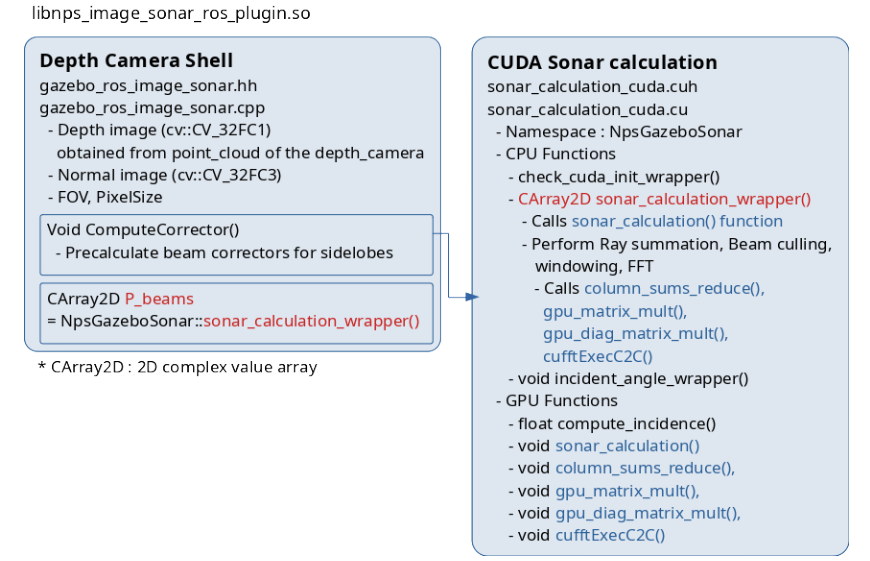 libnps_image_sonar_ros_plugin.so
Depth Camera Shell
gazebo_ros_image_sonar.hh
gazebo_ros_image_sonar.cpp
- Depth image (cv::CV_32FC1)
obtained from point_cloud of the depth_camera
- Normal image (cv::CV_32FC3)
- FOV, PixelSize
Void ComputeCorrector()
- Precalculate beam correctors for sidelobes
CArray2D P_beams
= NpsGazeboSonar::sonar_calculation_wrapper()
* CArray2D : 2D complex value array
CUDA Sonar calculation
sonar_calculation_cuda.cuh
sonar_calculation_cuda.cu
- Namespace : NpsGazeboSonar
- CPU Functions
- check_cuda_init_wrapper()
- CArray2D sonar_calculation_wrapper()
- Calls sonar_calculation() function
- Perform Ray summation, Beam culling,
windowing, FFT
- Calls column_sums_reduce(),
gpu_matrix_mult(),
gpu_diag_matrix_mult(),
cufftExecC2C()
- void incident_angle_wrapper()
- GPU Functions
- float compute_incidence()
- void sonar_calculation()
- void column_sums_reduce(),
- void gpu_matrix_mult(),
- void gpu_diag_matrix_mult(),
- void cufftExecC2C()